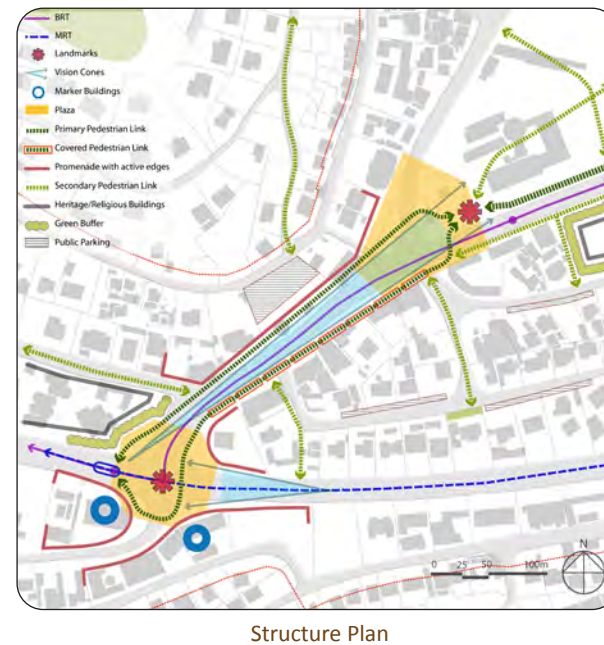 BRT
MRT
Landmarks
Vision Cones
Marker Buildings
Plaza
Primary Pedestrian Link
Covered Pedestrian Link
Promenade with active edges
Secondary Pedestrian Link
Heritage/Religious Buildings
Green Buffer
Public Parking
N
0 25 50 100m
Structure Plan